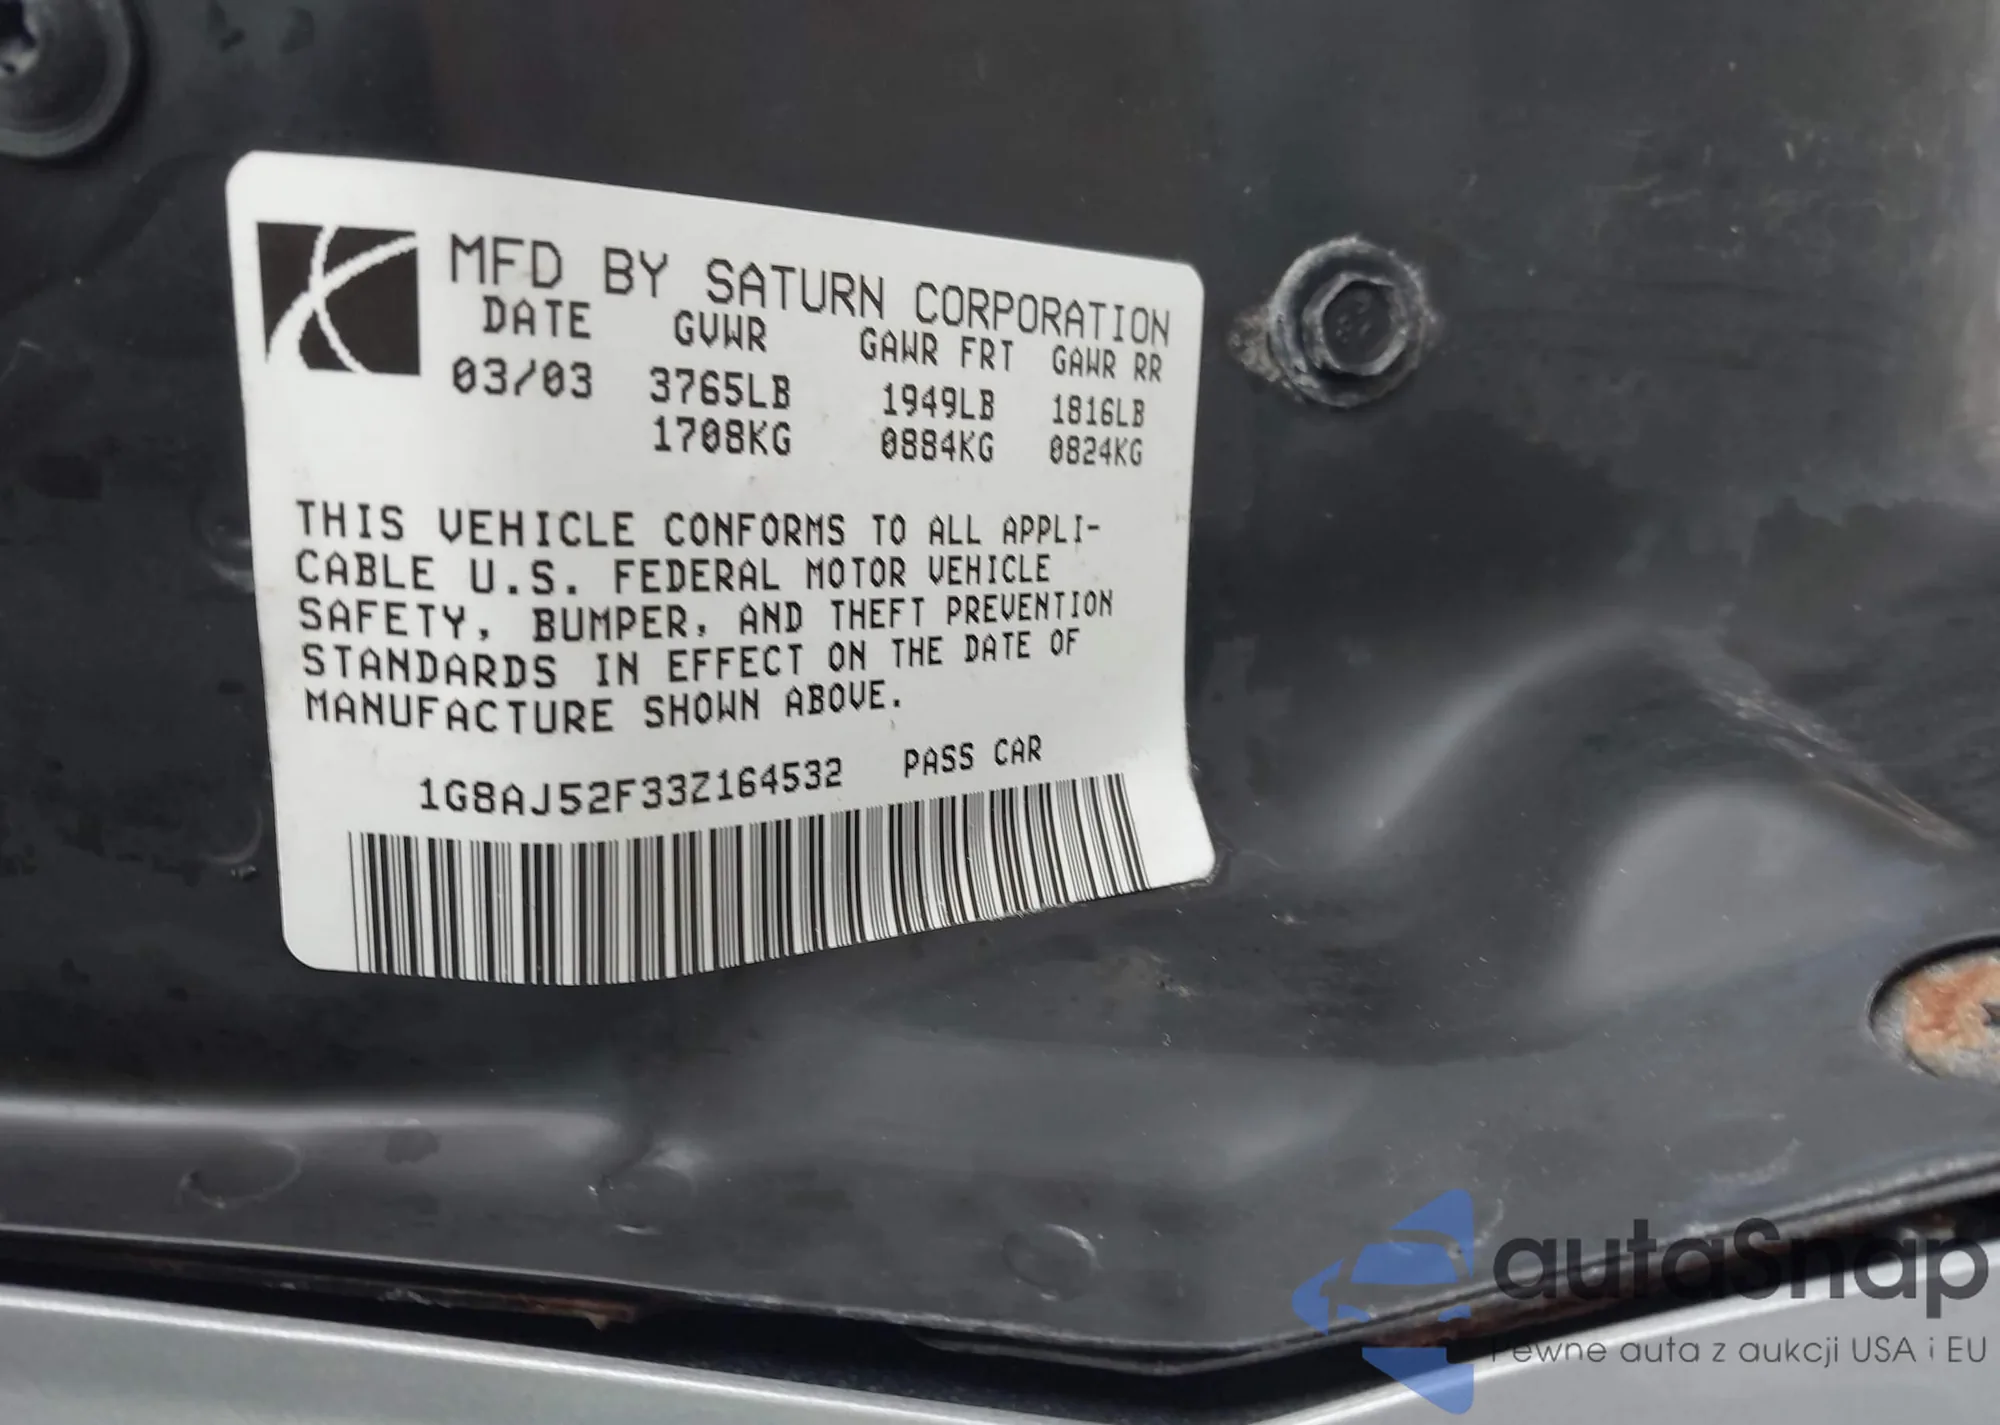 MFD BY SATURN CORPORATION
DATE GVWR GAWR FRT GAWR RR
03/03 3765LB 1949LB 1816LB
1708KG 0884KG 0824KG
THIS VEHICLE CONFORMS TO ALL APPLI-
CABLE U.S. FEDERAL MOTOR VEHICLE
SAFETY, BUMPER, AND THEFT PREVENTION
STANDARDS IN EFFECT ON THE DATE OF
MANUFACTURE SHOWN ABOVE.
1G8AJ52F33Z164532 PASS CAR
autaSnap
Pewne auta z aukcji USA i EU